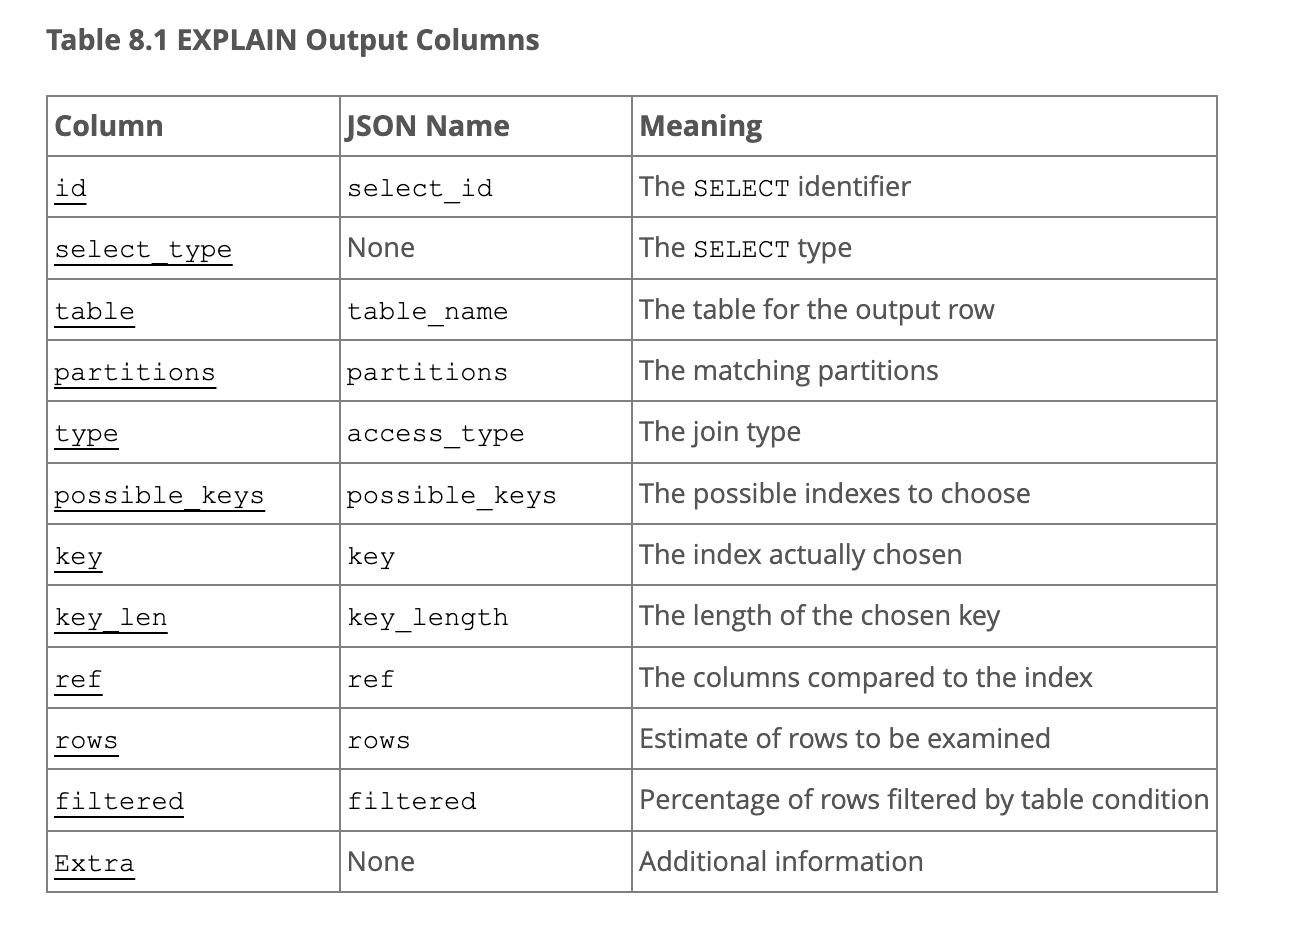 Table 8.1 EXPLAIN Output Columns
Column JSON Name Meaning
id select_id The SELECT identifier
select_type None The SELECT type
table table_name The table for the output row
partitions partitions The matching partitions
type access_type The join type
possible_keys possible_keys The possible indexes to choose
key key The index actually chosen
key_len key_length The length of the chosen key
ref ref The columns compared to the index
rows rows Estimate of rows to be examined
filtered filtered Percentage of rows filtered by table condition
Extra None Additional information